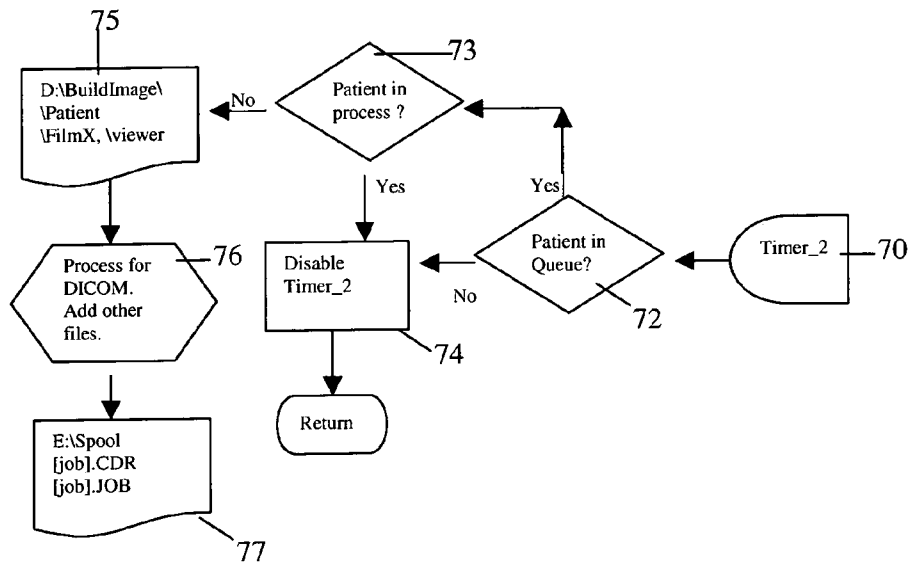 75
D:\BuildImage\
\Patient
\FilmX, \viewer
No
73
Patient in
process ?
Yes
Yes
76
Process for
DICOM.
Add other
files.
Disable
Timer_2
74
No
Patient in
Queue?
72
Timer_2
70
Return
E:\Spool
[job].CDR
[job].JOB
77